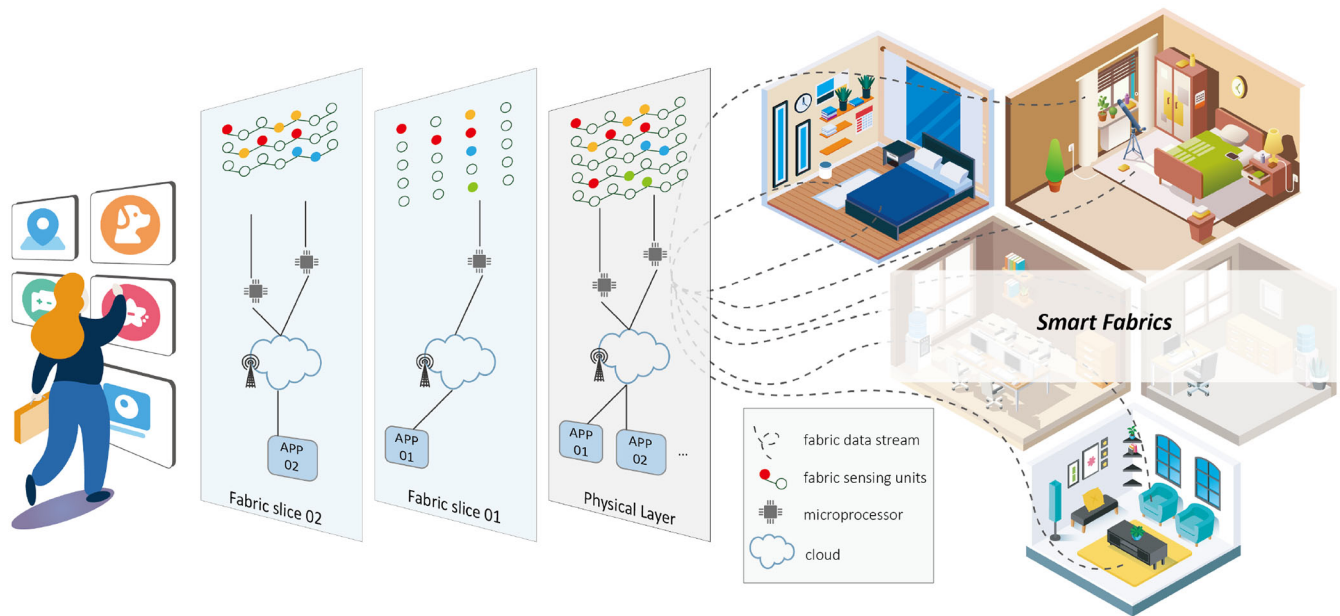 APP
02
Fabric slice 02
APP
01
Fabric slice 01
APP
01
APP
02
...
Physical Layer
Smart Fabrics
fabric data stream
fabric sensing units
microprocessor
cloud